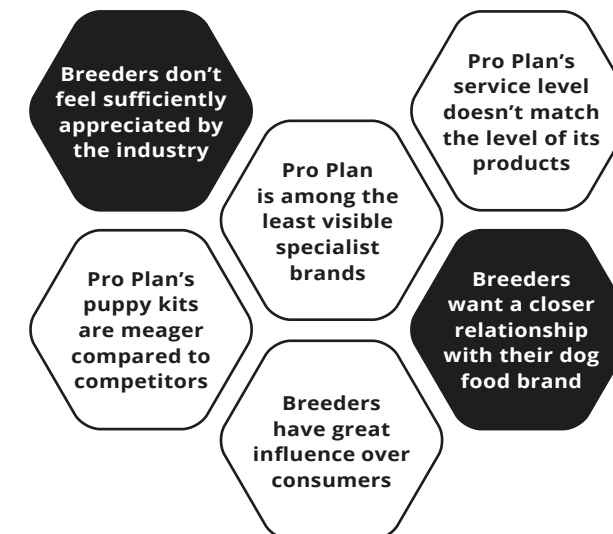 Breeders don’t
feel sufficiently
appreciated by
the industry
Pro Plan’s
service level
doesn’t match
the level of its
products
Pro Plan
is among the
least visible
specialist
brands
Pro Plan’s
puppy kits
are meager
compared to
competitors
Breeders
want a closer
relationship
with their dog
food brand
Breeders
have great
influence over
consumers